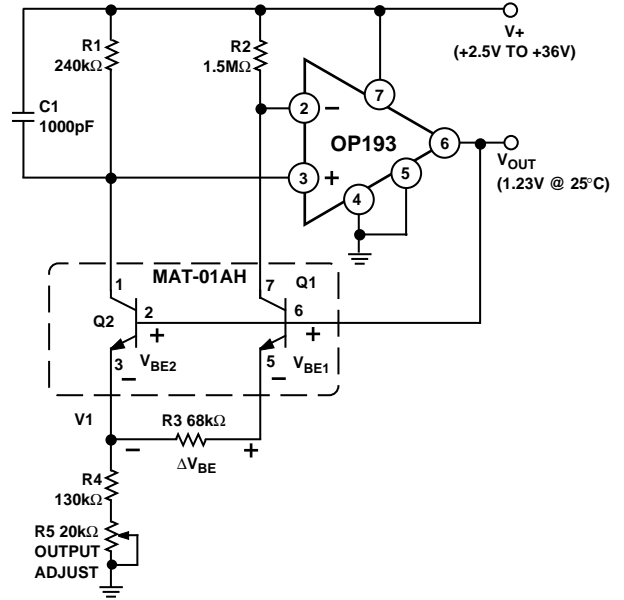 V+
(+2.5V TO +36V)
R1
240kΩ
R2
1.5MΩ
C1
1000pF
7
2
−
OP193
6
3
+
4
5
VOUT
(1.23V @ 25°C)
MAT-01AH
1
7
Q1
Q2
2
6
+
+
3
VBE2
5
VBE1
−
−
V1
R3 68kΩ
−
+
ΔVBE
R4
130kΩ
R5 20kΩ
OUTPUT
ADJUST